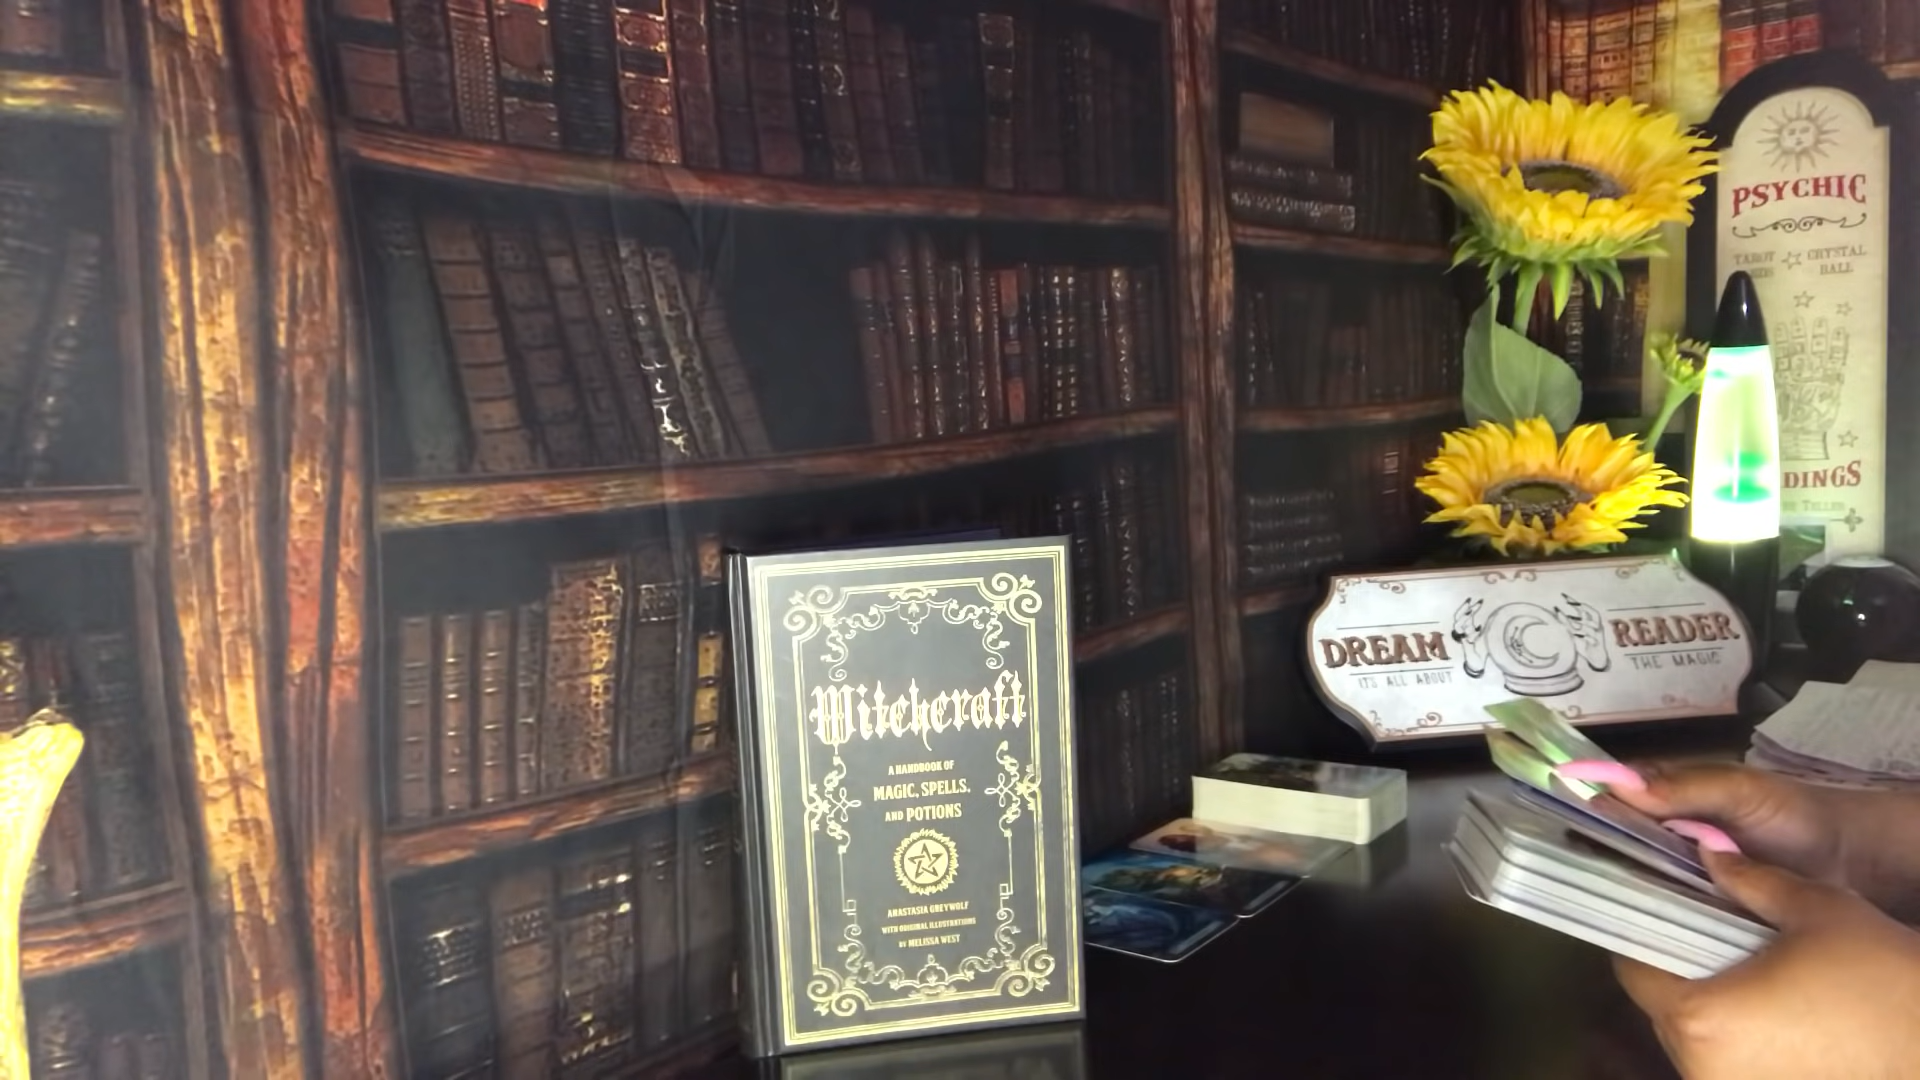 PSYCHIC
TAROT CRYSTAL
BALL
DINGS
TELLER
DREAM READER
IT'S ALL ABOUT THE MAGIC
Witchcraft
A HANDBOOK OF
MAGIC, SPELLS,
AND POTIONS
ANASTASIA GREYWOLF
WITH ORIGINAL ILLUSTRATIONS
BY MELISSA WEST